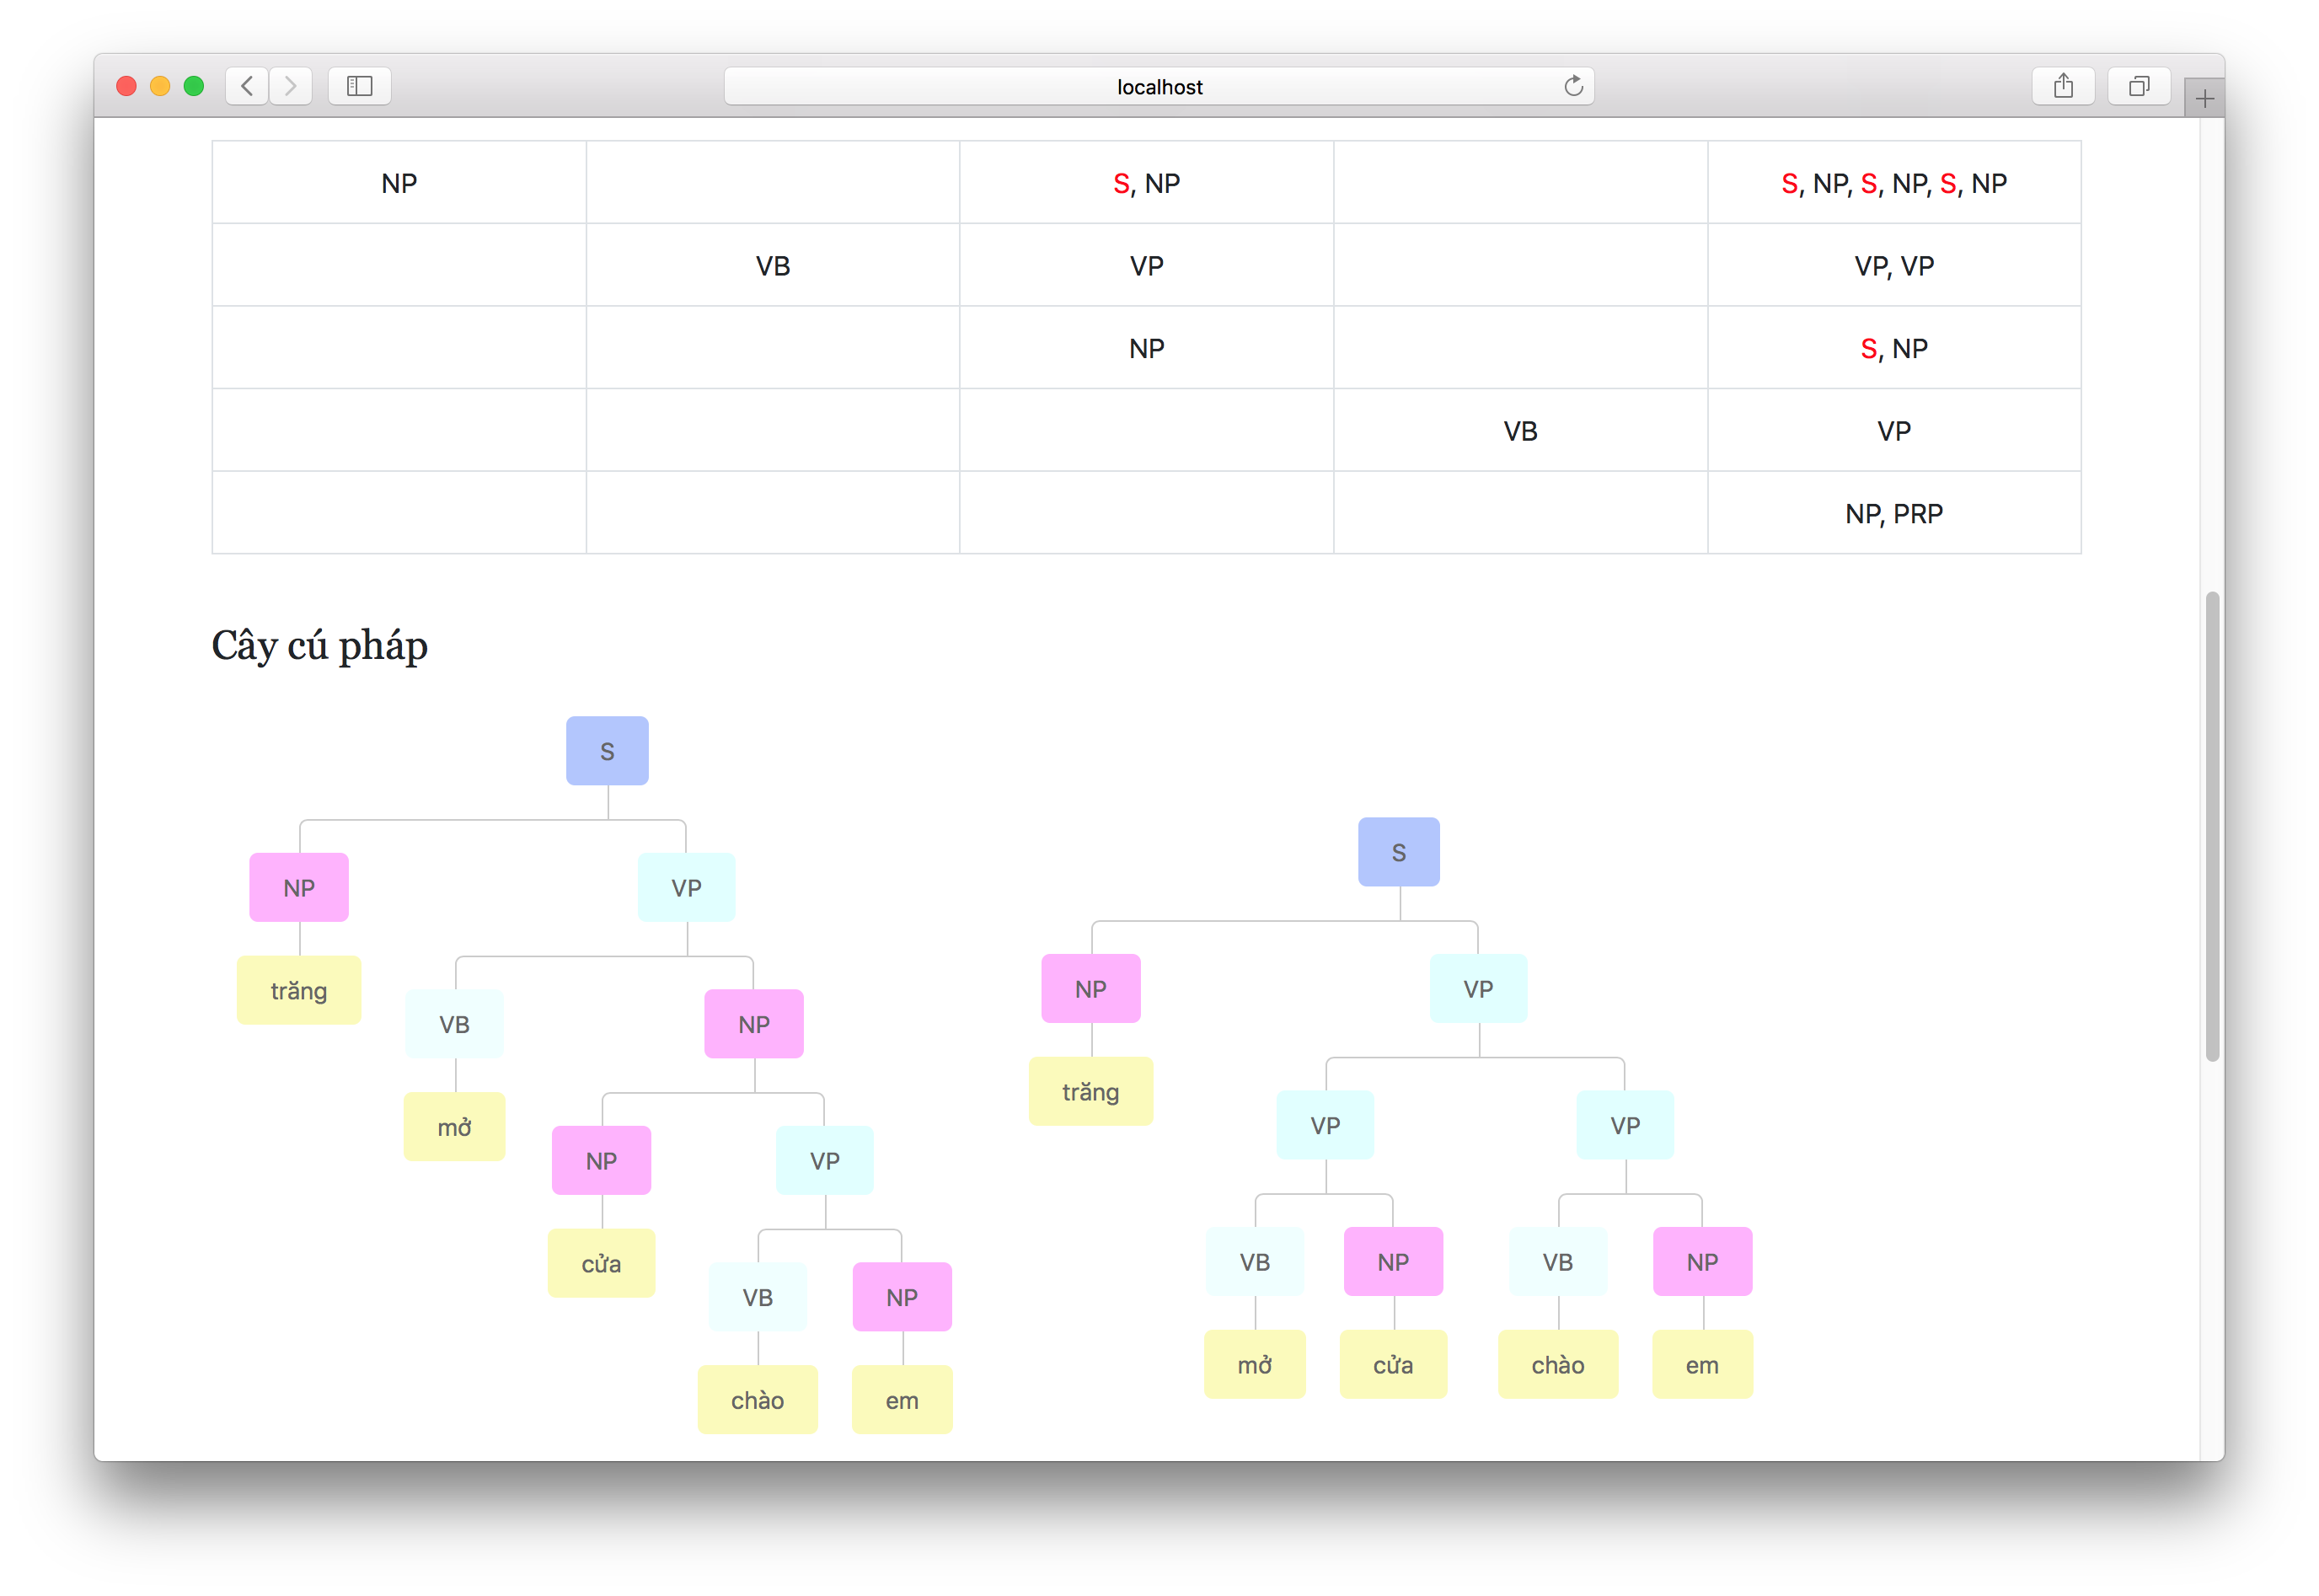 localhost
NP S, NP S, NP, S, NP, S, NP
VB VP VP, VP
NP S, NP
VB VP
NP, PRP
Cây cú pháp
S
NP VP
trăng
VB NP
mở
NP VP
cửa
VB NP
chào em
S
NP VP
trăng
VP VP
VB NP VB NP
mở cửa chào em